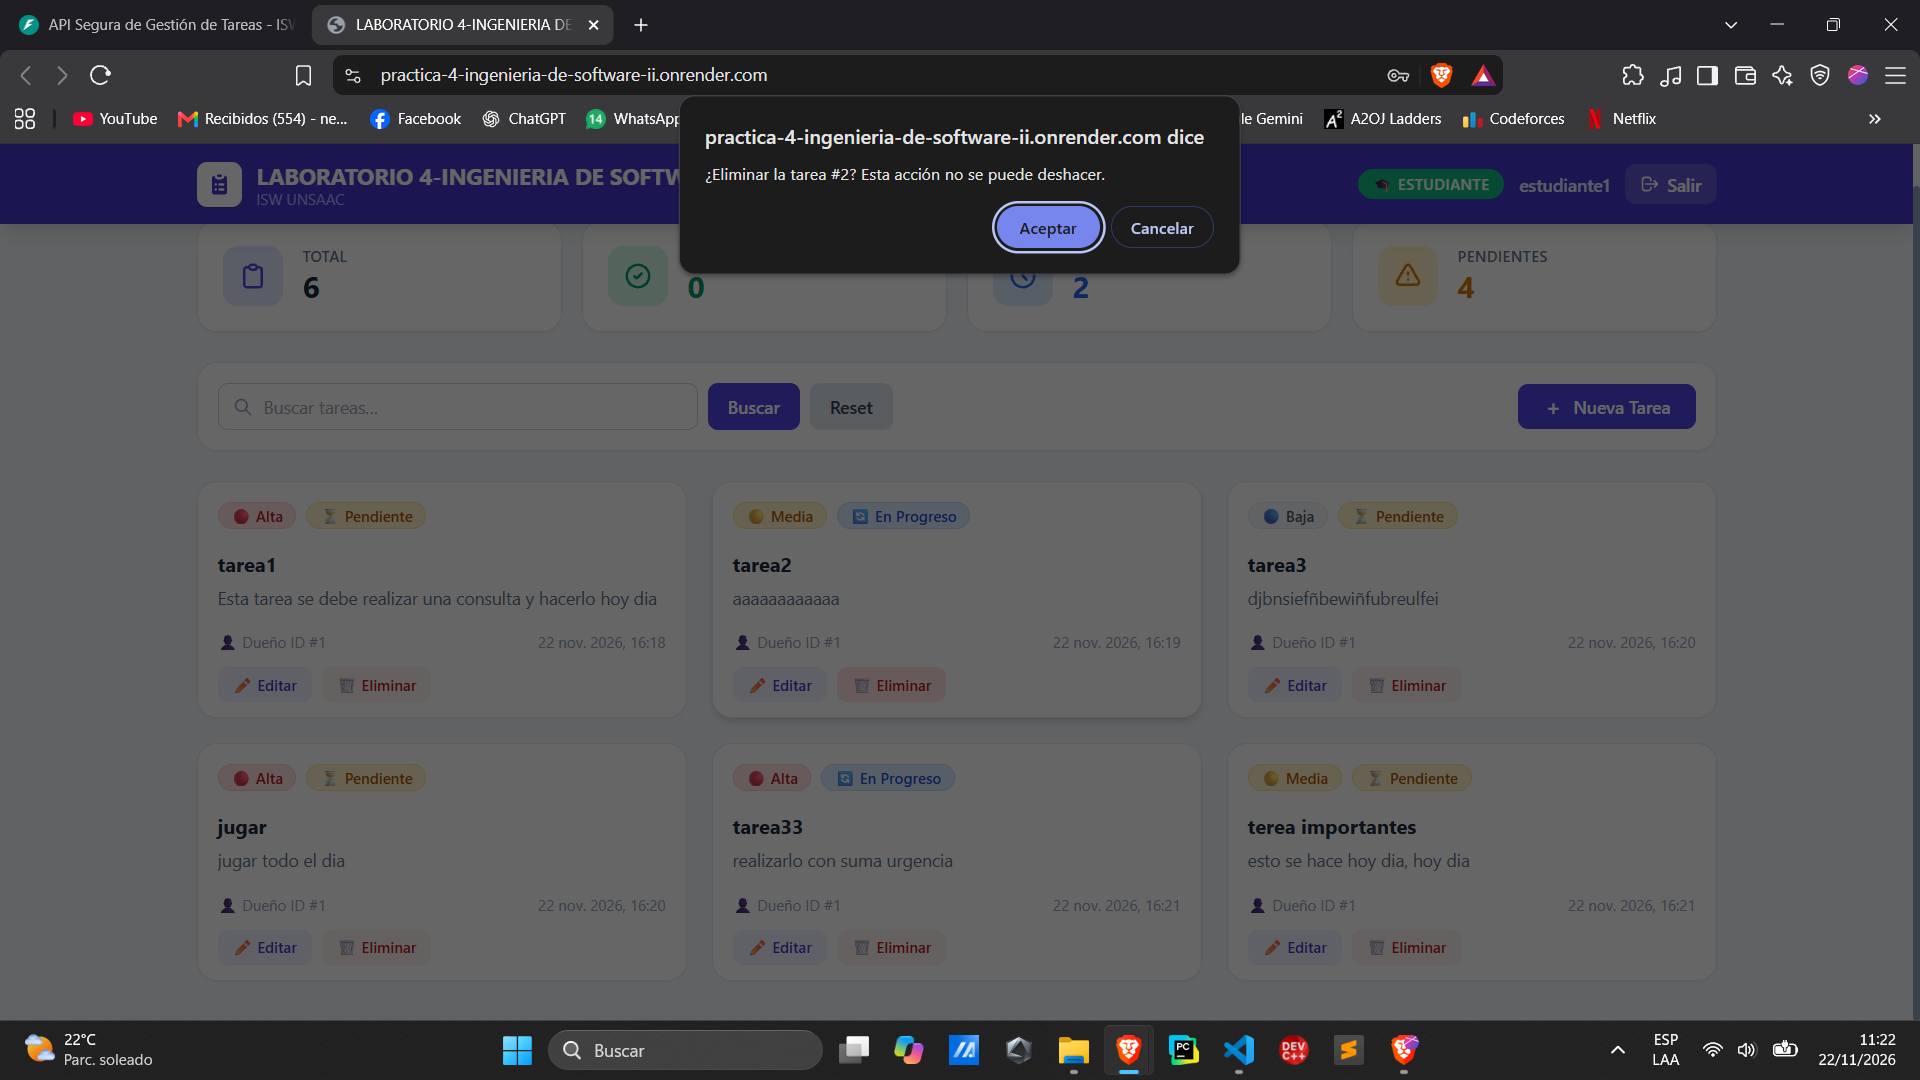 API Segura de Gestión de Tareas - ISW
LABORATORIO 4-INGENIERIA DE
practica-4-ingenieria-de-software-ii.onrender.com
YouTube
Recibidos (554) - ne...
Facebook
ChatGPT
14
WhatsApp
le Gemini
A2OJ Ladders
Codeforces
Netflix
practica-4-ingenieria-de-software-ii.onrender.com dice
¿Eliminar la tarea #2? Esta acción no se puede deshacer.
Aceptar
Cancelar
LABORATORIO 4-INGENIERIA DE SOFTW
ISW UNSAAC
ESTUDIANTE
estudiante1
Salir
TOTAL
6
0
2
PENDIENTES
4
Buscar tareas...
Buscar
Reset
+ Nueva Tarea
Alta
Pendiente
tarea1
Esta tarea se debe realizar una consulta y hacerlo hoy dia
Dueño ID #1
22 nov. 2026, 16:18
Editar
Eliminar
Media
En Progreso
tarea2
aaaaaaaaaaaa
Dueño ID #1
22 nov. 2026, 16:19
Editar
Eliminar
Baja
Pendiente
tarea3
djbnsiefñbewiñfubreulfei
Dueño ID #1
22 nov. 2026, 16:20
Editar
Eliminar
Alta
Pendiente
jugar
jugar todo el dia
Dueño ID #1
22 nov. 2026, 16:20
Editar
Eliminar
Alta
En Progreso
tarea33
realizarlo con suma urgencia
Dueño ID #1
22 nov. 2026, 16:21
Editar
Eliminar
Media
Pendiente
terea importantes
esto se hace hoy dia, hoy dia
Dueño ID #1
22 nov. 2026, 16:21
Editar
Eliminar
22°C
Parc. soleado
Buscar
PC
DEV
C++
ESP
LAA
11:22
22/11/2026